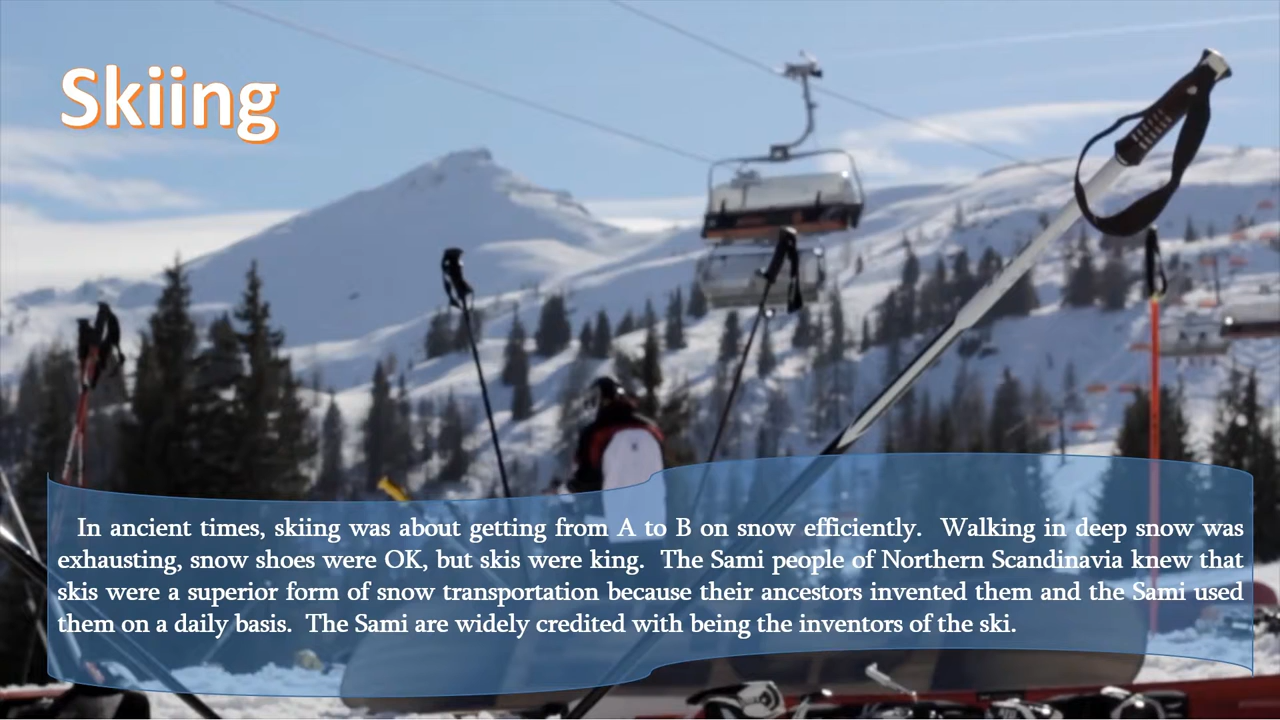 Skiing
In ancient times, skiing was about getting from A to B on snow efficiently.  Walking in deep snow was
exhausting, snow shoes were OK, but skis were king.  The Sami people of Northern Scandinavia knew that
skis were a superior form of snow transportation because their ancestors invented them and the Sami used
them on a daily basis.  The Sami are widely credited with being the inventors of the ski.